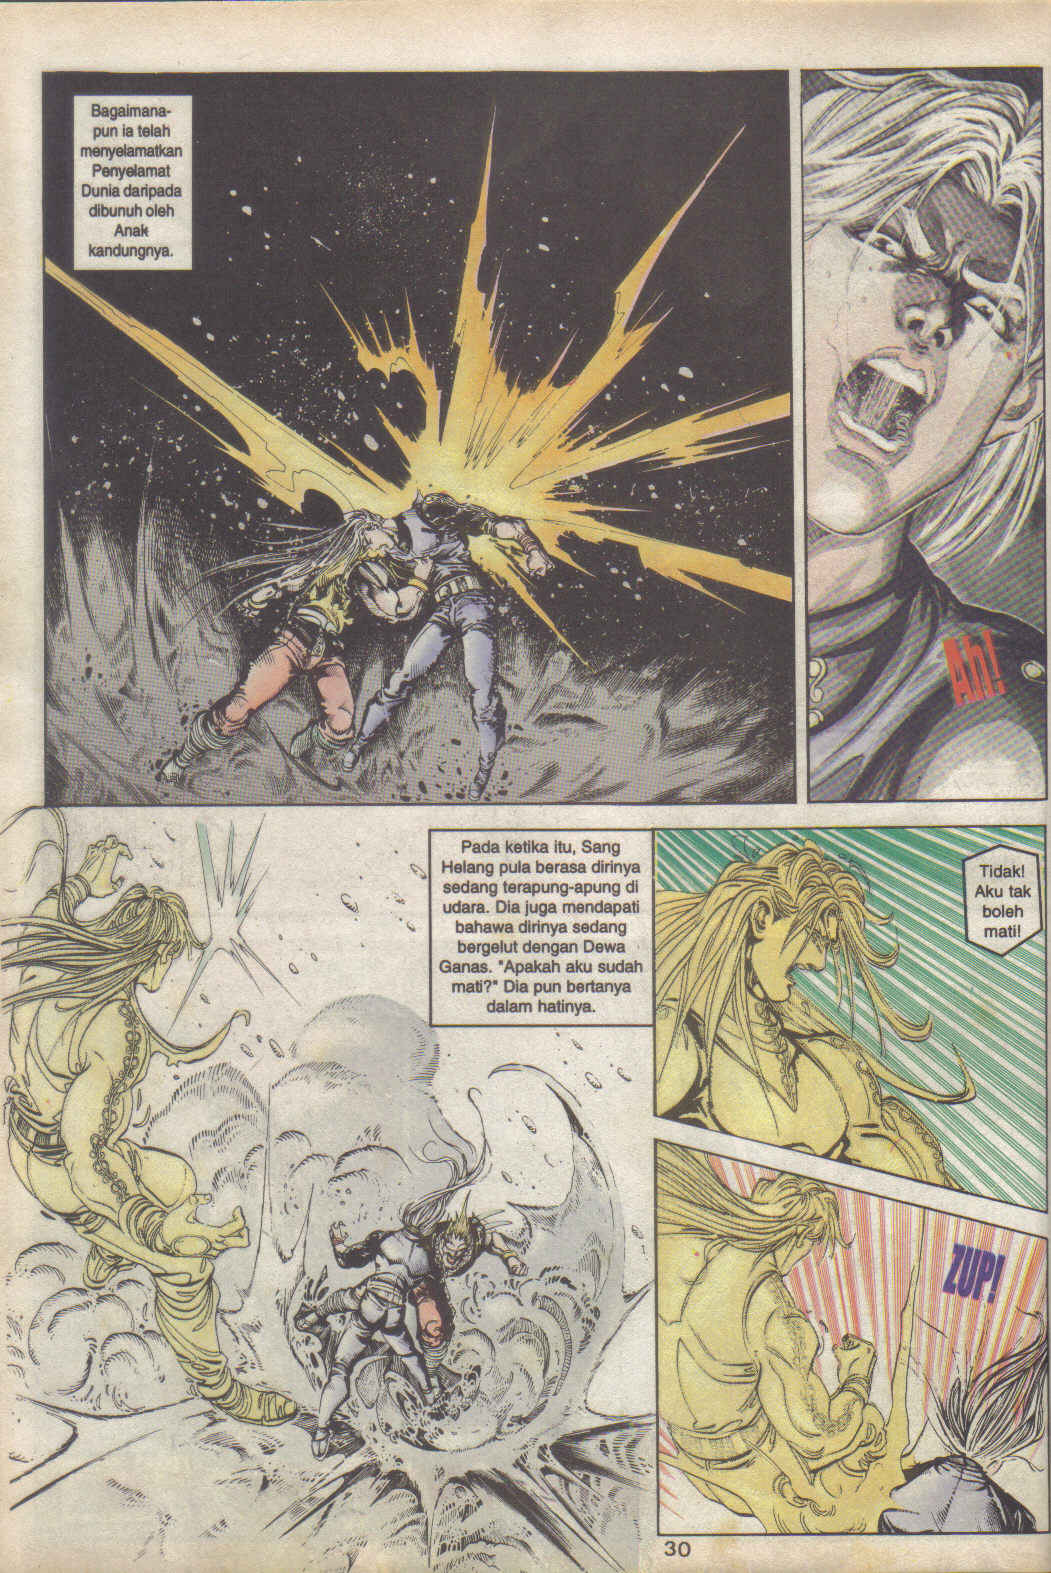 Bagaimana-
pun ia telah
menyelamatkan
Penyelamat
Dunia daripada
dibunuh oleh
Anak
kandungnya.
Ah!
Pada ketika itu, Sang
Helang pula berasa dirinya
sedang terapung-apung di
udara. Dia juga mendapati
bahawa dirinya sedang
bergelut dengan Dewa
Ganas. "Apakah aku sudah
mati?" Dia pun bertanya
dalam hatinya.
Tidak!
Aku tak
boleh
mati!
ZUP!
30